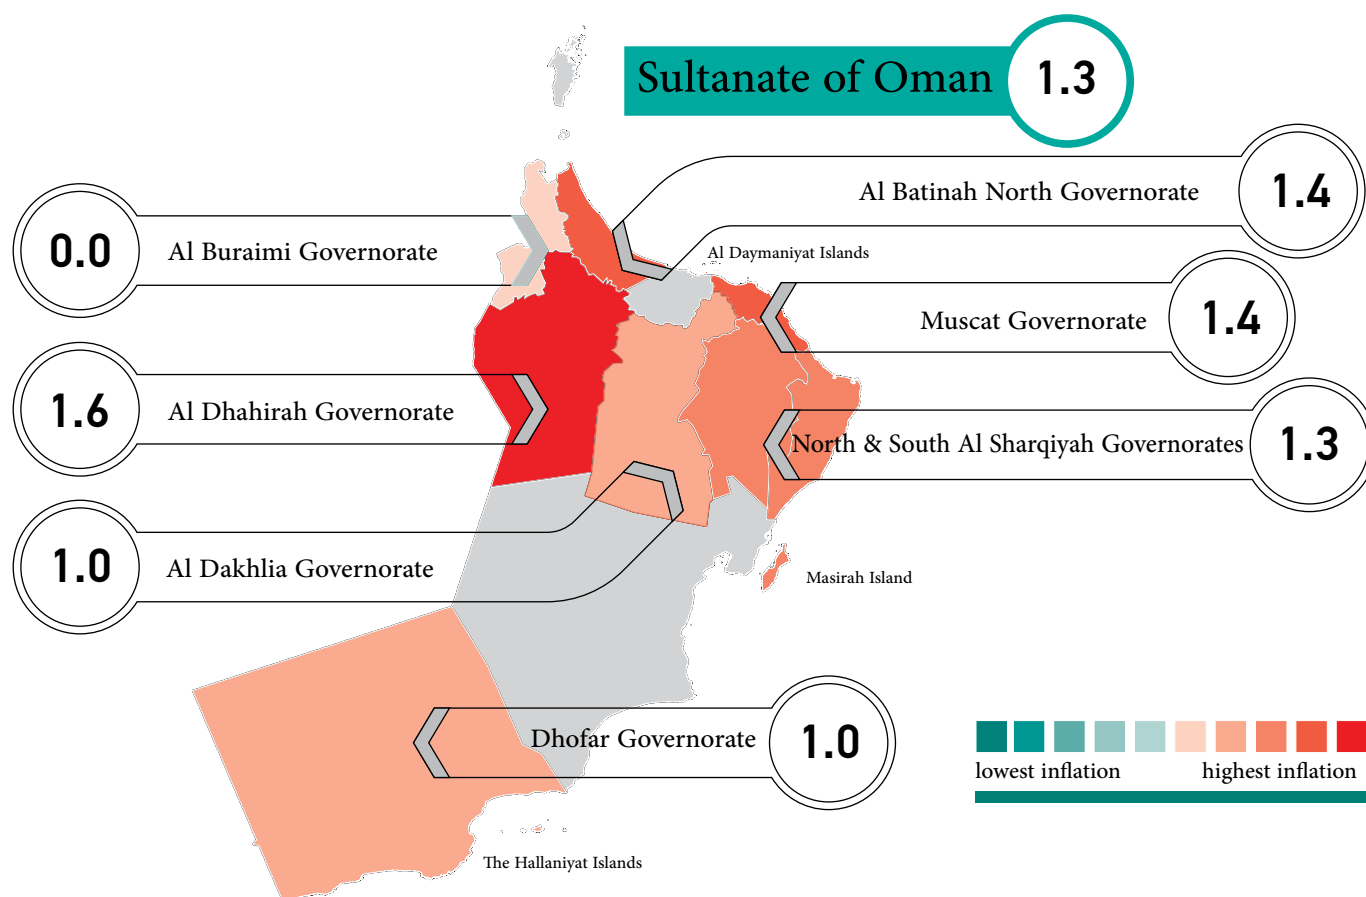 Sultanate of Oman
1.3
Al Batinah North Governorate
1.4
0.0
Al Buraimi Governorate
Al Daymaniyat Islands
Muscat Governorate
1.4
1.6
Al Dhahirah Governorate
North & South Al Sharqiyah Governorates
1.3
1.0
Al Dakhlia Governorate
Masirah Island
Dhofar Governorate
1.0
lowest inflation
highest inflation
The Hallaniyat Islands